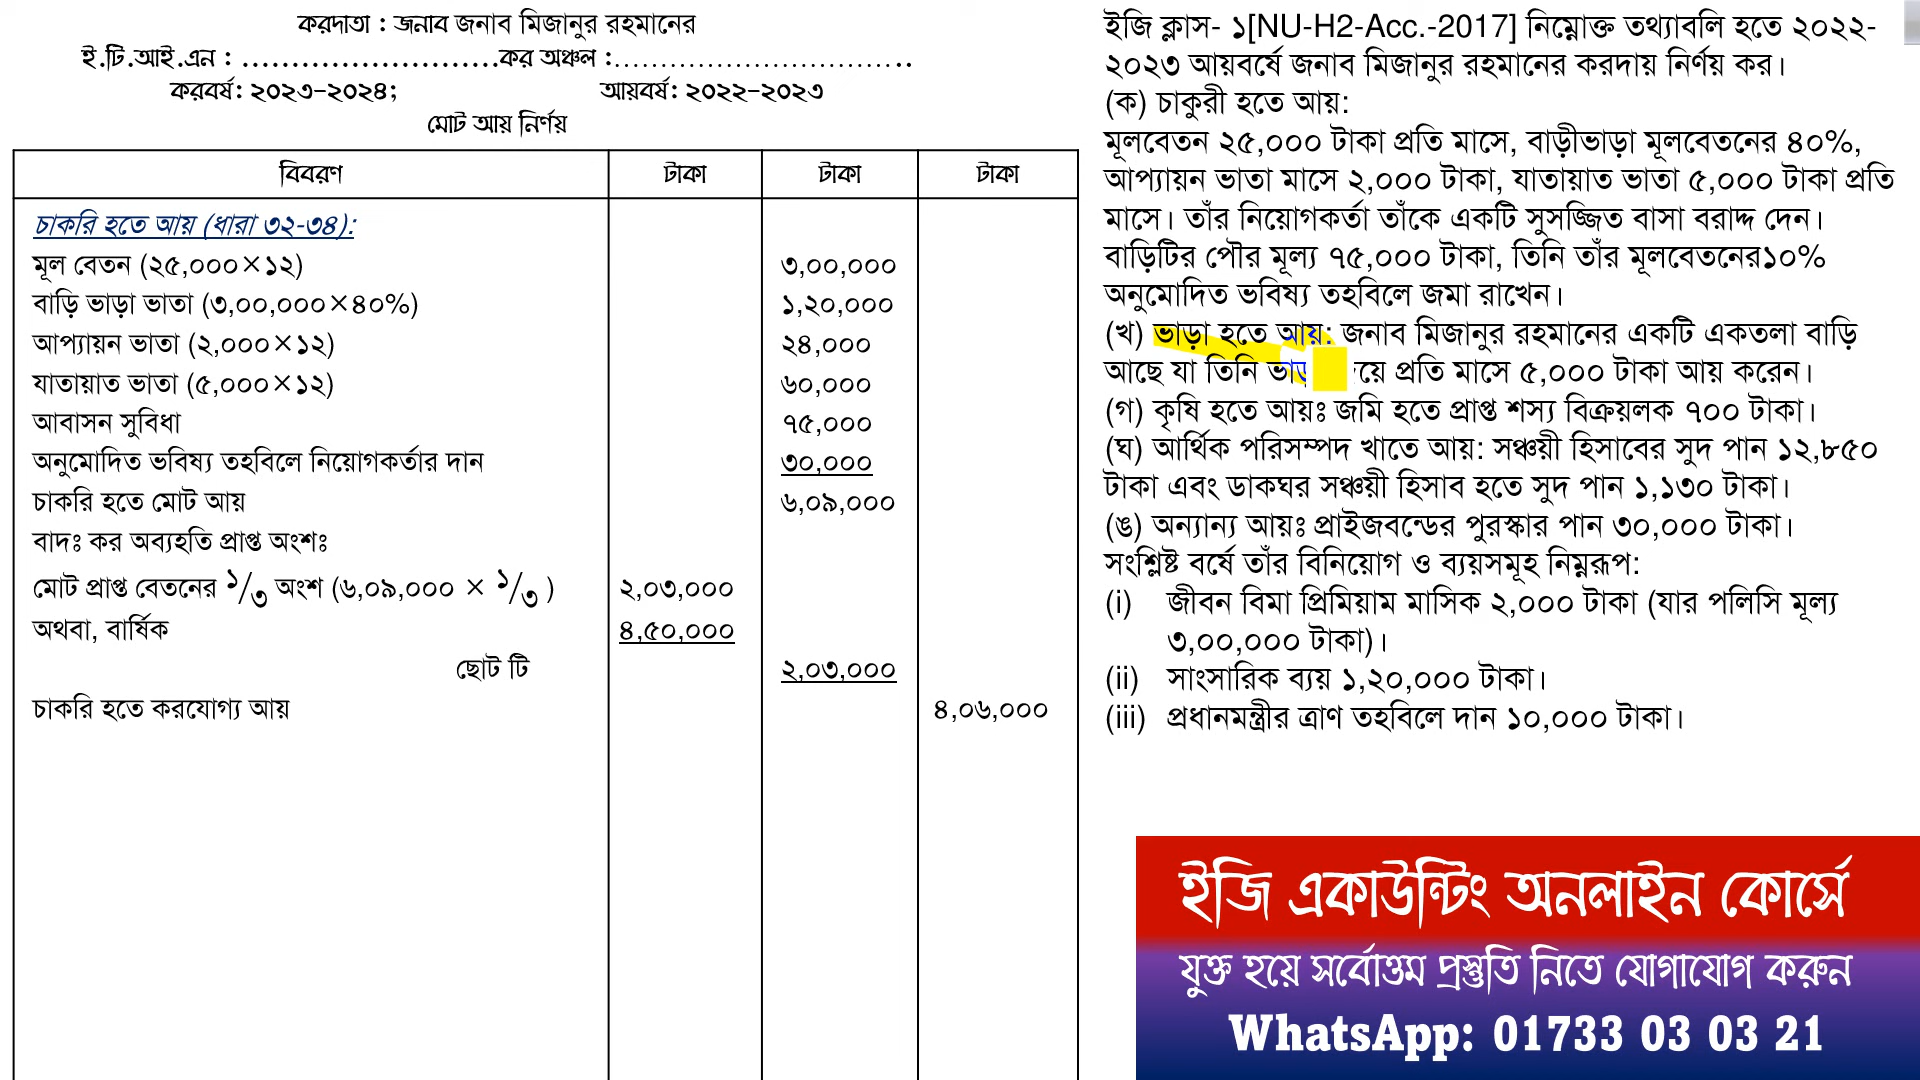 করদাতা : জনাব জনাব মিজানুর রহমানের
ই.টি.আই.এন : ..........................কর অঞ্চল :................................
করবর্ষ: ২০২৩-২০২৪; আয়বর্ষ: ২০২২-২০২৩
মোট আয় নির্ণয়
বিবরণ টাকা টাকা টাকা
চাকরি হতে আয় (ধারা ৩২-৩৪):
মূল বেতন (২৫,০০০×১২) ৩,০০,০০০
বাড়ি ভাড়া ভাতা (৩,০০,০০০×৪০%) ১,২০,০০০
আপ্যায়ন ভাতা (২,০০০×১২) ২৪,০০০
যাতায়াত ভাতা (৫,০০০×১২) ৬০,০০০
আবাসন সুবিধা ৭৫,০০০
অনুমোদিত ভবিষ্য তহবিলে নিয়োগকর্তার দান ৩০,০০০
চাকরি হতে মোট আয় ৬,০৯,০০০
বাদঃ কর অব্যহতি প্রাপ্ত অংশঃ
মোট প্রাপ্ত বেতনের ১/৩ অংশ (৬,০৯,০০০ × ১/৩ ) ২,০৩,০০০
অথবা, বার্ষিক ৪,৫০,০০০
ছোট টি ২,০৩,০০০
চাকরি হতে করযোগ্য আয় ৪,০৬,০০০
ইজি ক্লাস- ১[NU-H2-Acc.-2017] নিম্নোক্ত তথ্যাবলি হতে ২০২২-
২০২৩ আয়বর্ষে জনাব মিজানুর রহমানের করদায় নির্ণয় কর।
(ক) চাকুরী হতে আয়:
মূলবেতন ২৫,০০০ টাকা প্রতি মাসে, বাড়ীভাড়া মূলবেতনের ৪০%,
আপ্যায়ন ভাতা মাসে ২,০০০ টাকা, যাতায়াত ভাতা ৫,০০০ টাকা প্রতি
মাসে। তাঁর নিয়োগকর্তা তাঁকে একটি সুসজ্জিত বাসা বরাদ্দ দেন।
বাড়িটির পৌর মূল্য ৭৫,০০০ টাকা, তিনি তাঁর মূলবেতনের১০%
অনুমোদিত ভবিষ্য তহবিলে জমা রাখেন।
(খ) ভাড়া হতে আয়: জনাব মিজানুর রহমানের একটি একতলা বাড়ি
আছে যা তিনি প্রতি মাসে ৫,০০০ টাকা আয় করেন।
(গ) কৃষি হতে আয়ঃ জমি হতে প্রাপ্ত শস্য বিক্রয়লক ৭০০ টাকা।
(ঘ) আর্থিক পরিসম্পদ খাতে আয়: সঞ্চয়ী হিসাবের সুদ পান ১২,৮৫০
টাকা এবং ডাকঘর সঞ্চয়ী হিসাব হতে সুদ পান ১,১৩০ টাকা।
(ঙ) অন্যান্য আয়ঃ প্রাইজবন্ডের পুরস্কার পান ৩০,০০০ টাকা।
সংশ্লিষ্ট বর্ষে তাঁর বিনিয়োগ ও ব্যয়সমূহ নিম্নরূপ:
(i) জীবন বিমা প্রিমিয়াম মাসিক ২,০০০ টাকা (যার পলিসি মূল্য
৩,০০,০০০ টাকা)।
(ii) সাংসারিক ব্যয় ১,২০,০০০ টাকা।
(iii) প্রধানমন্ত্রীর ত্রাণ তহবিলে দান ১০,০০০ টাকা।
ইজি একাউন্টিং অনলাইন কোর্সে
যুক্ত হয়ে সর্বোত্তম প্রস্তুতি নিতে যোগাযোগ করুন
WhatsApp: 01733 03 03 21